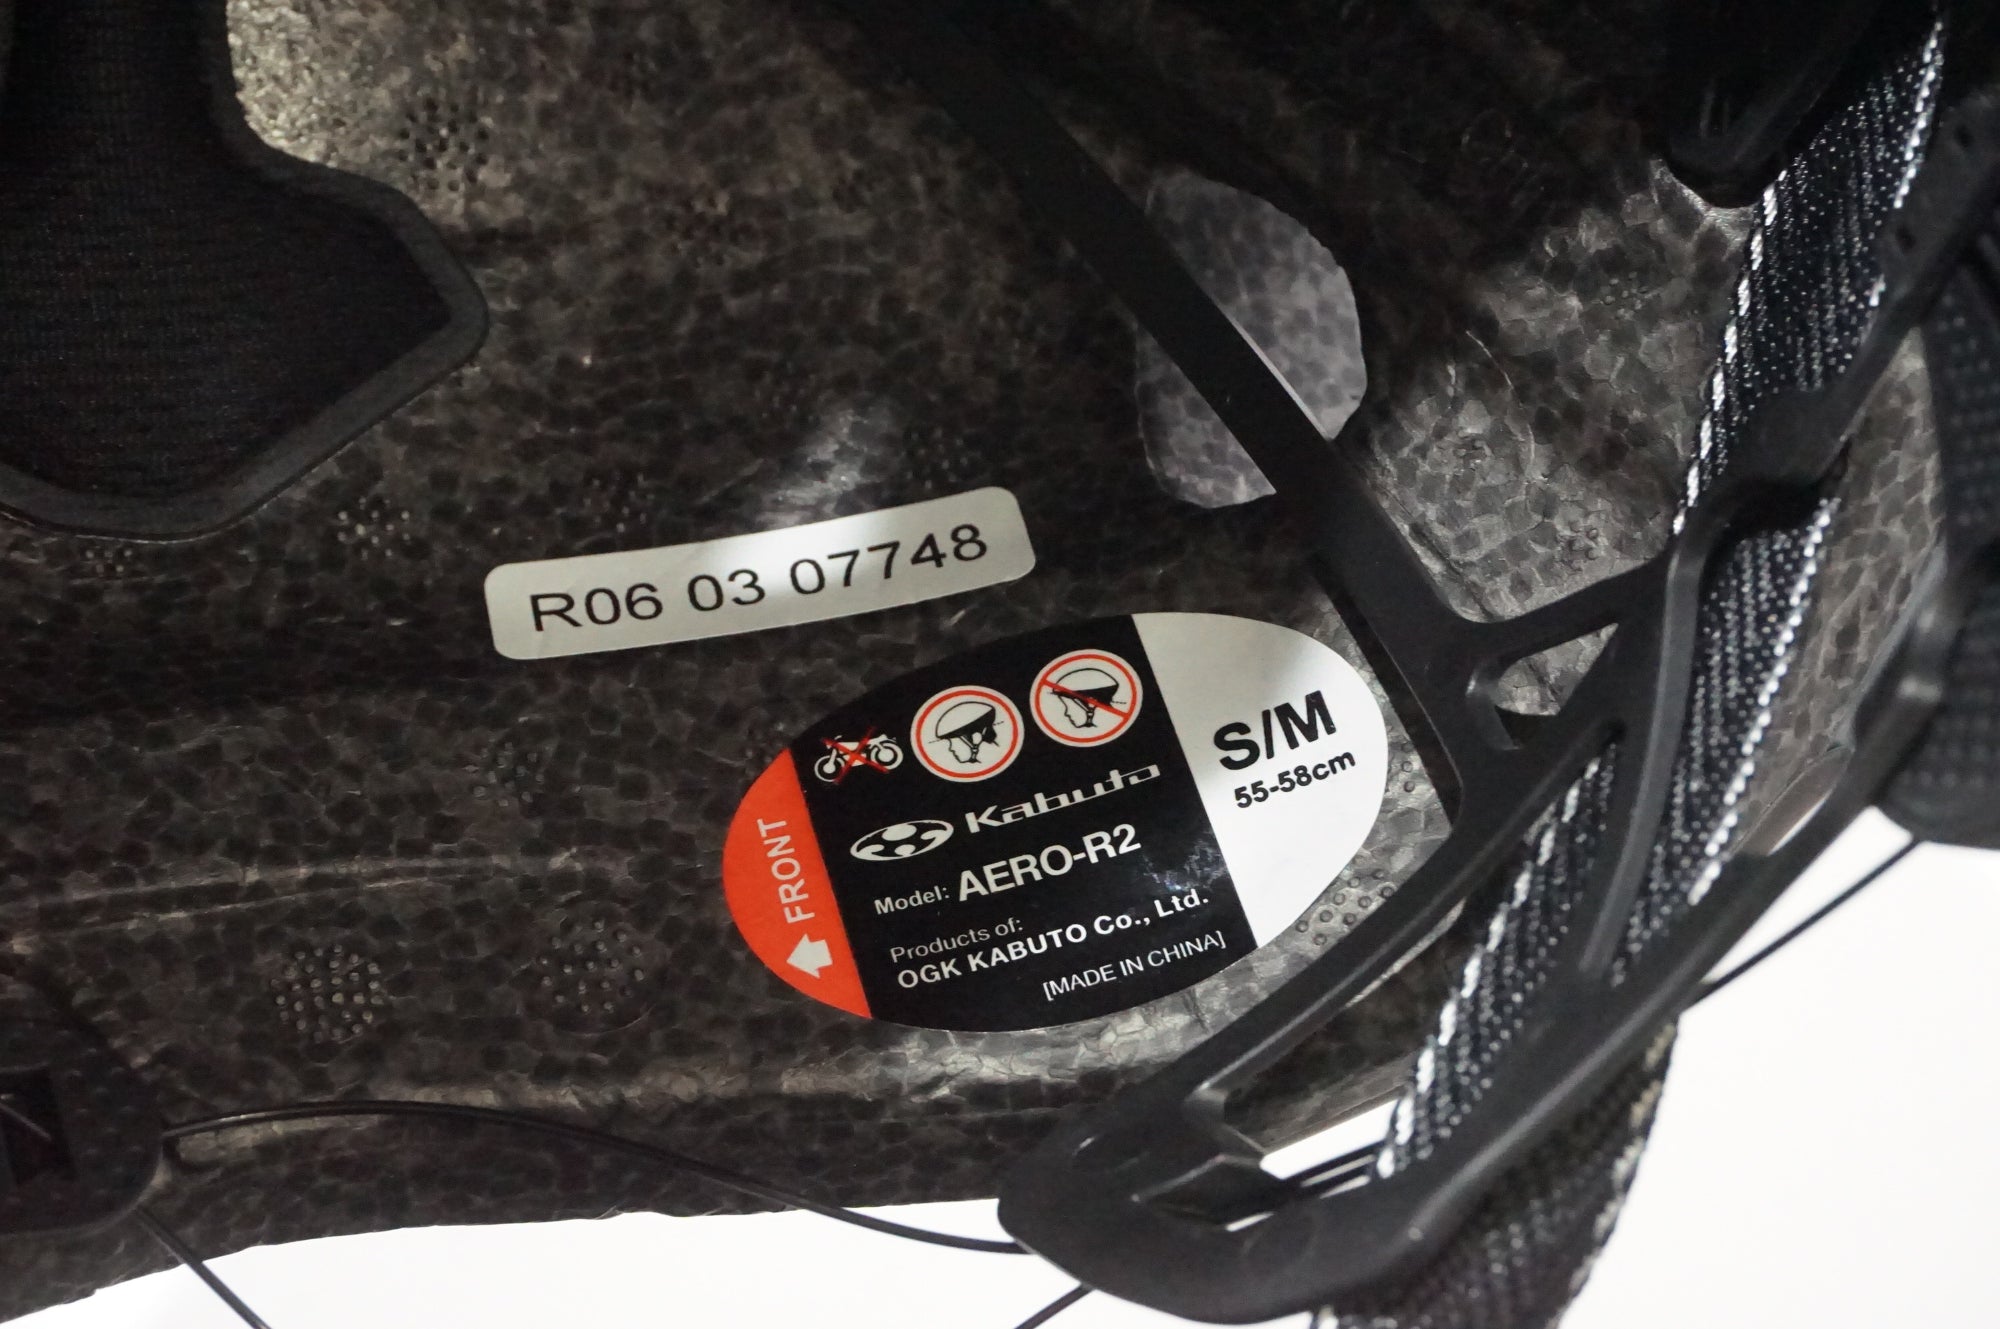 R06 03 07748
S/M
55-58cm
FRONT
Kabuto
Model: AERO-R2
Products of:
OGK KABUTO Co., Ltd.
[MADE IN CHINA]